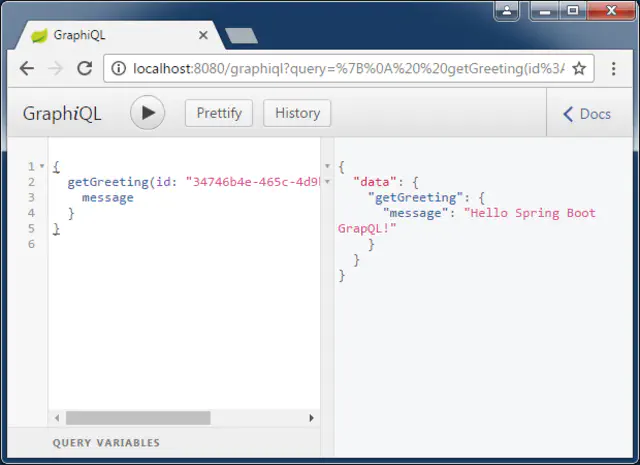 GraphiQL
localhost:8080/graphiql?query=%7B%0A%20%20getGreeting(id%3A
GraphiQL
Prettify
History
Docs
1 {
2 getGreeting(id: "34746b4e-465c-4d9
3 message
4 }
5 }
6
{
"data": {
"getGreeting": {
"message": "Hello Spring Boot
GrapQL!"
}
}
}
QUERY VARIABLES